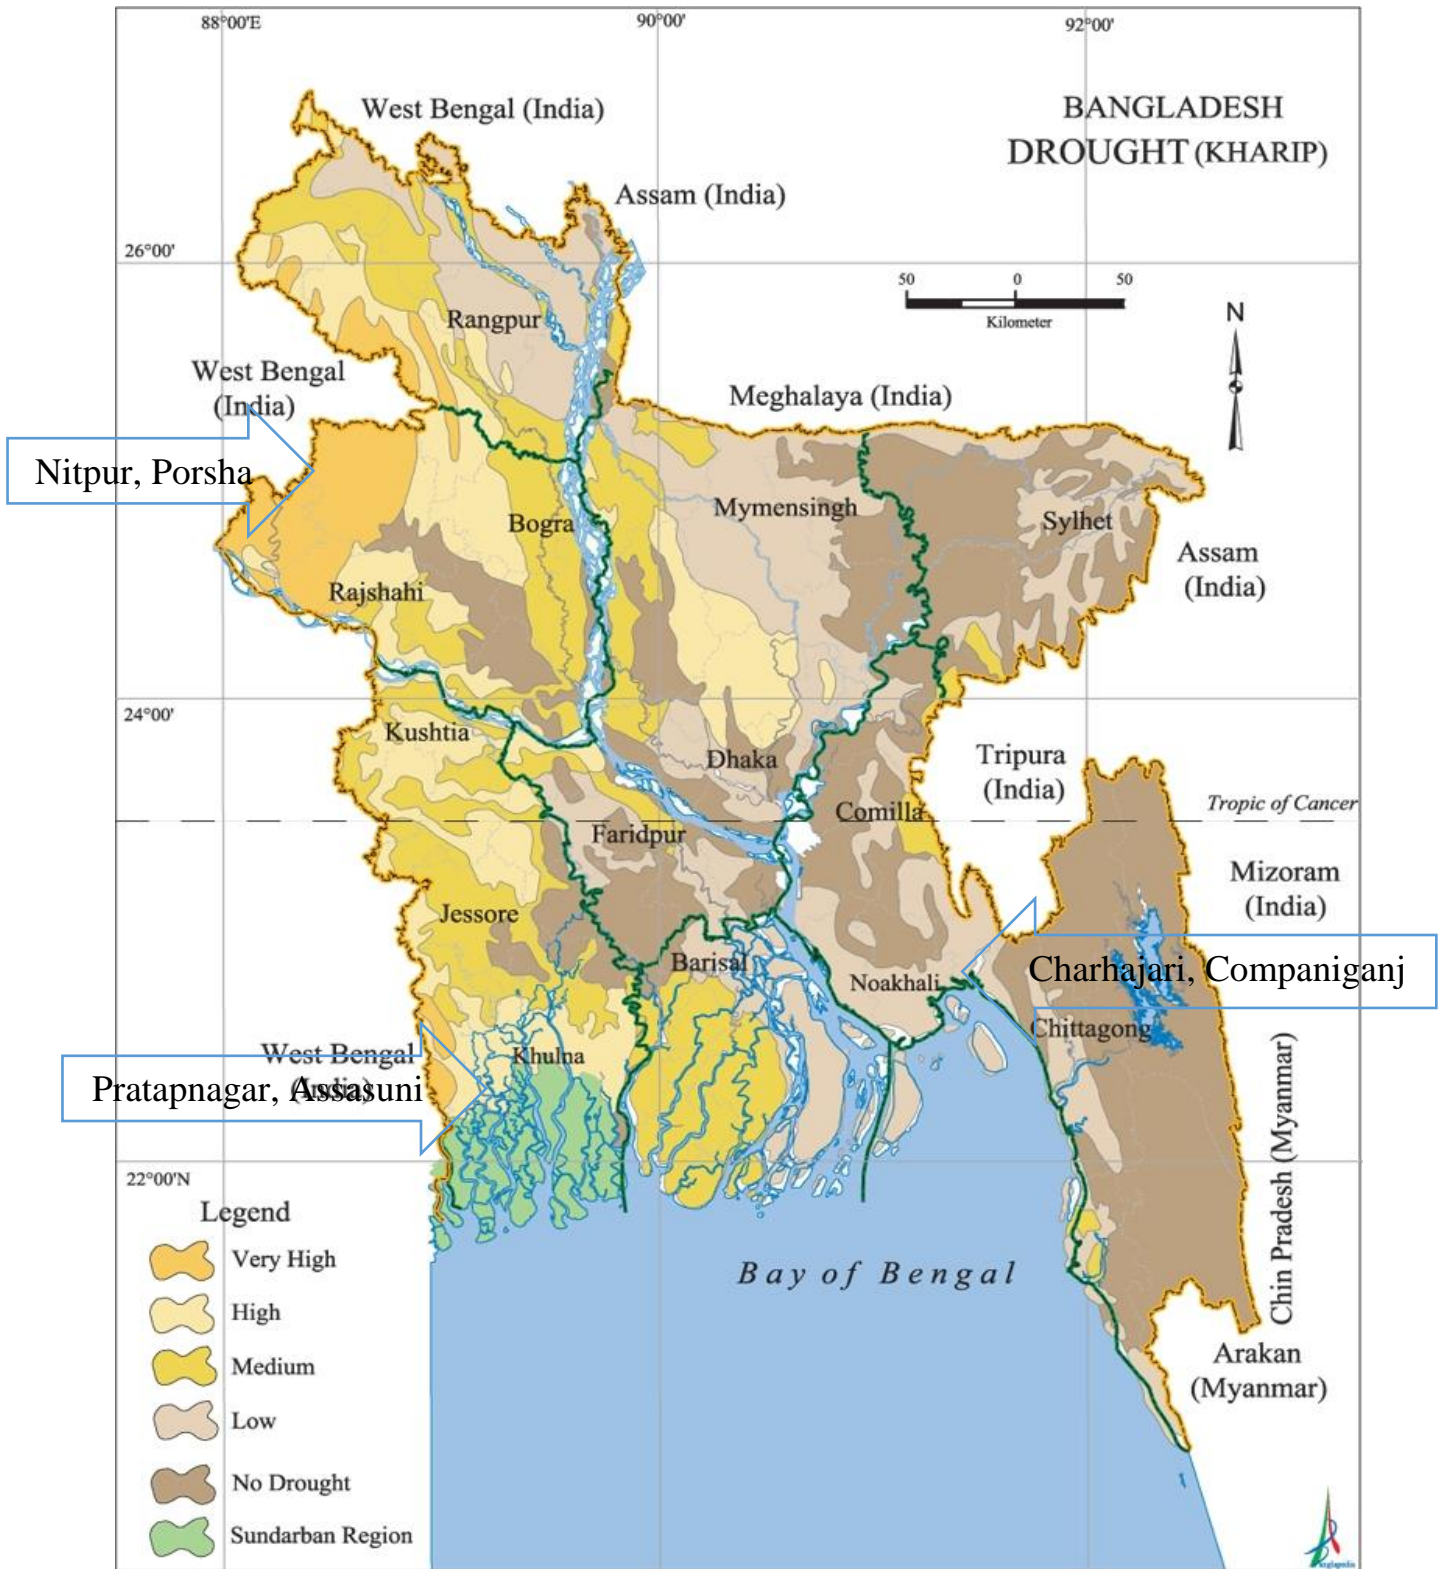 88°00'E
90°00'
92°00'
West Bengal (India)
BANGLADESH
DROUGHT (KHARIP)
Assam (India)
26°00'
50
0
50
Kilometer
N
Rangpur
West Bengal
(India)
Meghalaya (India)
Nitpur, Porsha
Mymensingh
Bogra
Sylhet
Assam
(India)
Rajshahi
24°00'
Kushtia
Dhaka
Tripura
(India)
Tropic of Cancer
Comilla
Faridpur
Mizoram
(India)
Jessore
Barisal
Noakhali
Charhajari, Companiganj
Chittagong
West Bengal
(India)
Khulna
Pratapnagar, Assasuni
Chin Pradesh (Myanmar)
22°00'N
Legend
Very High
High
Medium
Low
No Drought
Sundarban Region
Bay of Bengal
Arakan
(Myanmar)